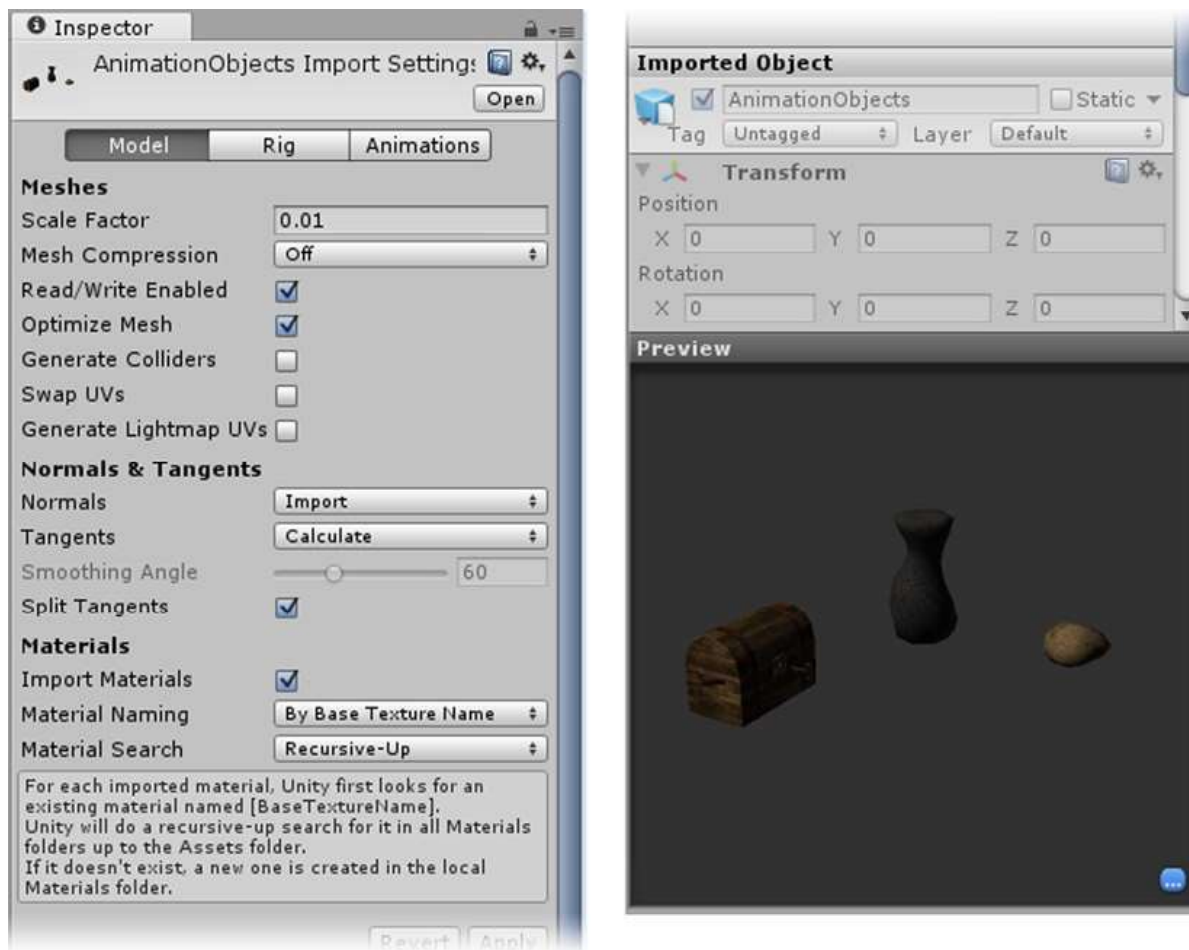 Inspector
AnimationObjects Import Settings
Open
Model Rig Animations
Meshes
Scale Factor 0.01
Mesh Compression Off
Read/Write Enabled
Optimize Mesh
Generate Colliders
Swap UVs
Generate Lightmap UVs
Normals & Tangents
Normals Import
Tangents Calculate
Smoothing Angle 60
Split Tangents
Materials
Import Materials
Material Naming By Base Texture Name
Material Search Recursive-Up
For each imported material, Unity first looks for an
existing material named [BaseTextureName].
Unity will do a recursive-up search for it in all Materials
folders up to the Assets folder.
If it doesn't exist, a new one is created in the local
Materials folder.
Revert Apply
Imported Object
AnimationObjects Static
Tag Untagged Layer Default
Transform
Position
X 0 Y 0 Z 0
Rotation
X 0 Y 0 Z 0
Preview